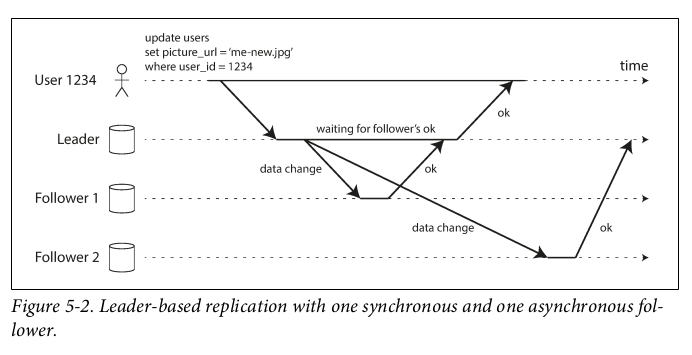 update users
set picture_url = 'me-new.jpg'
where user_id = 1234
time
User 1234
waiting for follower's ok
ok
Leader
data change
ok
Follower 1
data change
ok
Follower 2
Figure 5-2. Leader-based replication with one synchronous and one asynchronous fol-
lower.